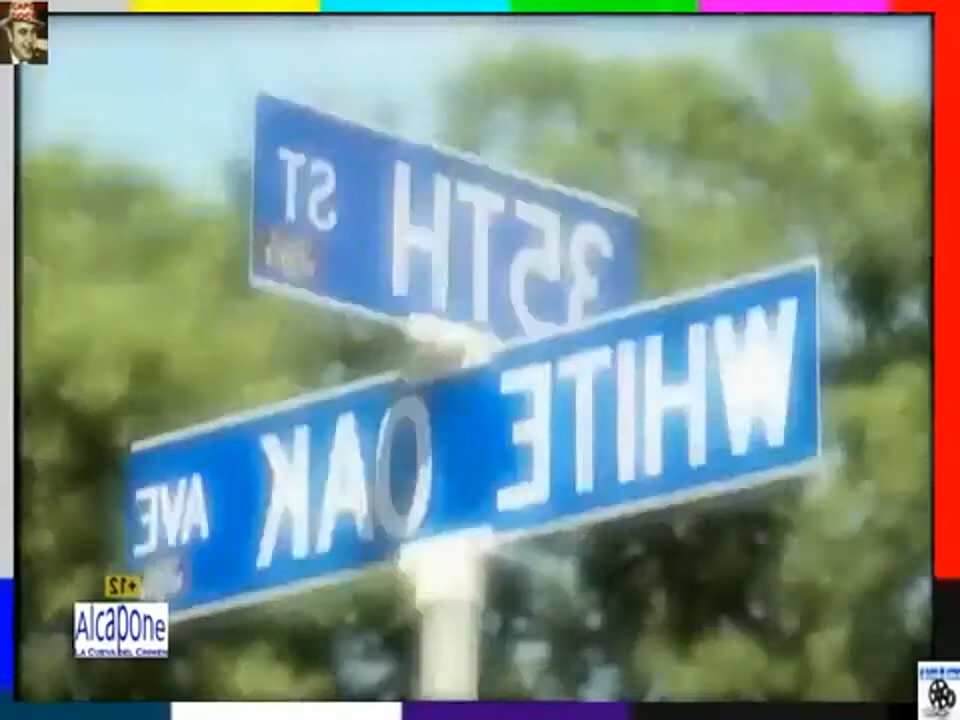 35TH ST
WHITE OAK AVE
+12
Alcapone
LA CUEVA DEL CRIMEN